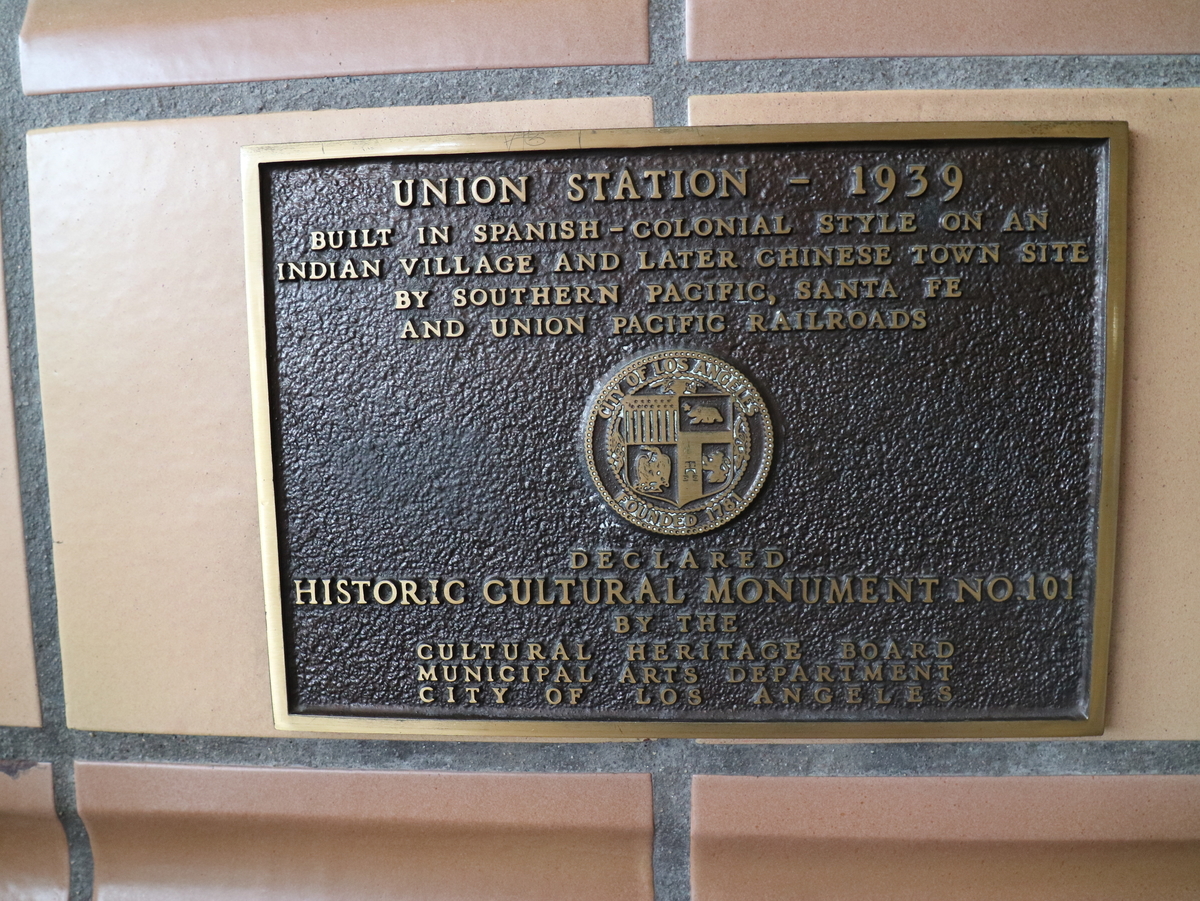 UNION STATION - 1939
BUILT IN SPANISH-COLONIAL STYLE ON AN
INDIAN VILLAGE AND LATER CHINESE TOWN SITE
BY SOUTHERN PACIFIC, SANTA FE
AND UNION PACIFIC RAILROADS
CITY OF LOS ANGELES
FOUNDED 1781
DECLARED
HISTORIC CULTURAL MONUMENT NO 101
BY THE
CULTURAL HERITAGE BOARD
MUNICIPAL ARTS DEPARTMENT
CITY OF LOS ANGELES